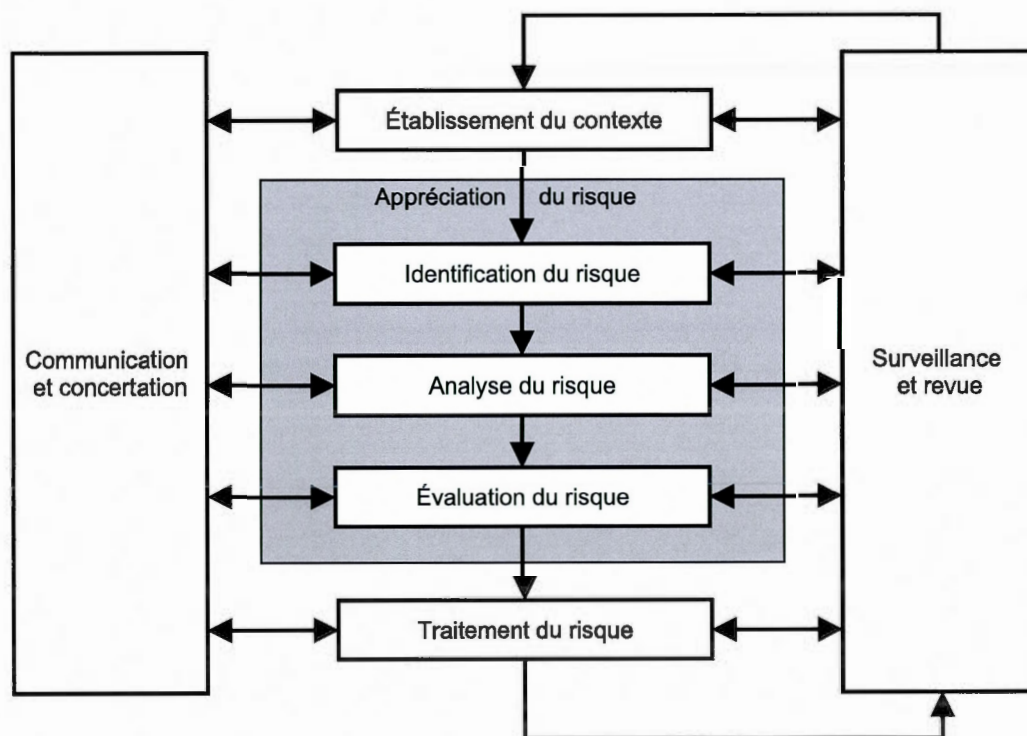 Établissement du contexte
Appréciation du risque
Identification du risque
Communication
et concertation
Analyse du risque
Surveillance
et revue
Évaluation du risque
Traitement du risque